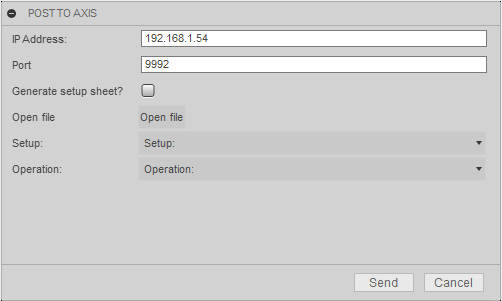 POST TO AXIS
IP Address: 192.168.1.54
Port 9992
Generate setup sheet?
Open file Open file
Setup: Setup:
Operation: Operation:
Send Cancel